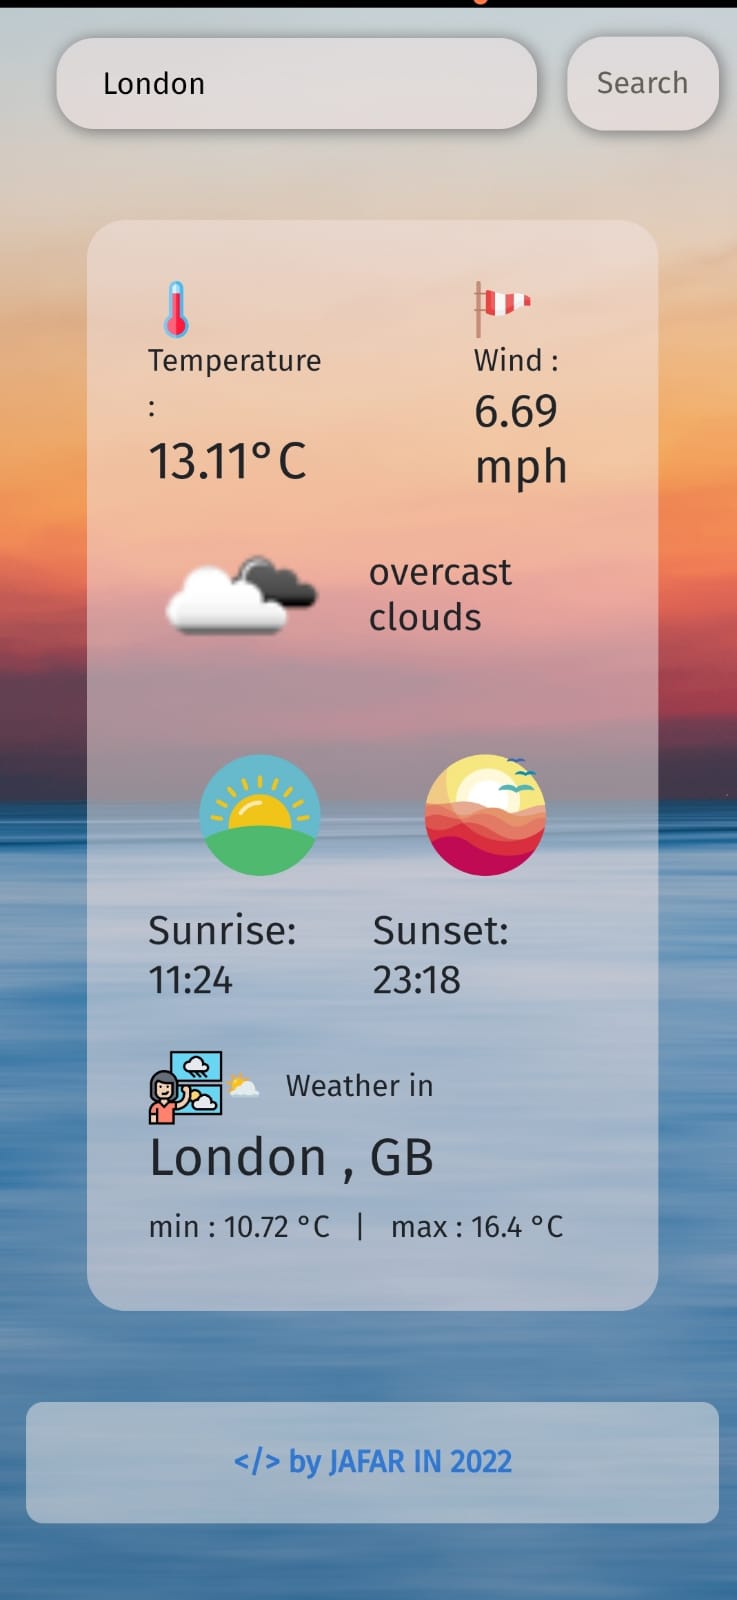 London
Search
Temperature
:
13.11°C
Wind :
6.69
mph
overcast
clouds
Sunrise:
11:24
Sunset:
23:18
Weather in
London , GB
min : 10.72 °C | max : 16.4 °C
</> by JAFAR IN 2022